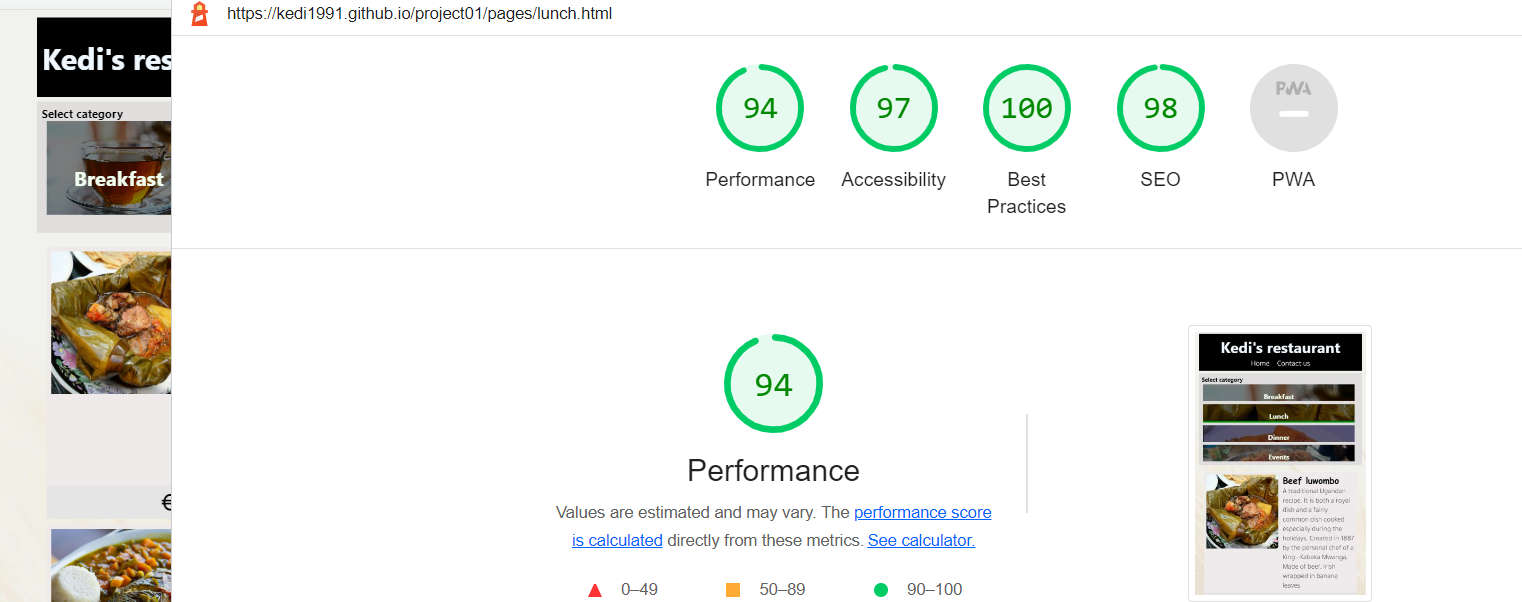 https://kedi1991.github.io/project01/pages/lunch.html
Kedi's res
Select category
Breakfast
€
94
97
100
98
PWA
Performance
Accessibility
Best
Practices
SEO
PWA
94
Performance
Values are estimated and may vary. The performance score
is calculated directly from these metrics. See calculator.
0–49
50–89
90–100
Kedi's restaurant
Home Contact us
Select category
Breakfast
Lunch
Dinner
Events
Beef luwombo
A traditional Ugandan
recipe. It is both a royal
dish and a fairly
common dish cooked
especially during the
holidays. Created in 1887
by the personal chef of a
King - Kabaka Mwanga.
Made of beef, Irish
wrapped in banana
leaves